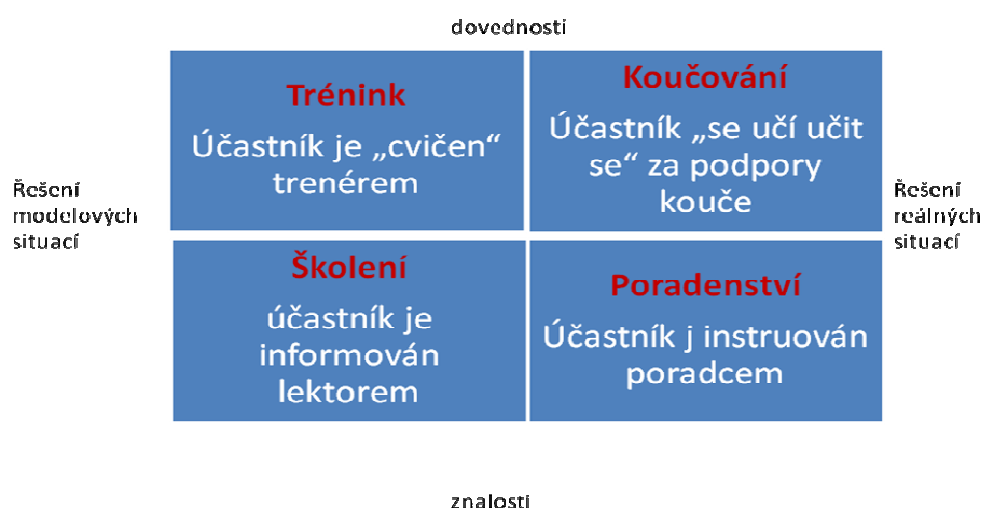 dovednosti
Trénink
Účastník je „cvičen“
trenérem
Koučování
Účastník „se učí učit
se“ za podpory
kouče
Řešení
modelových
situací
Řešení
reálných
situací
Školení
účastník je
informován
lektorem
Poradenství
Účastník j instruován
poradcem
znalosti